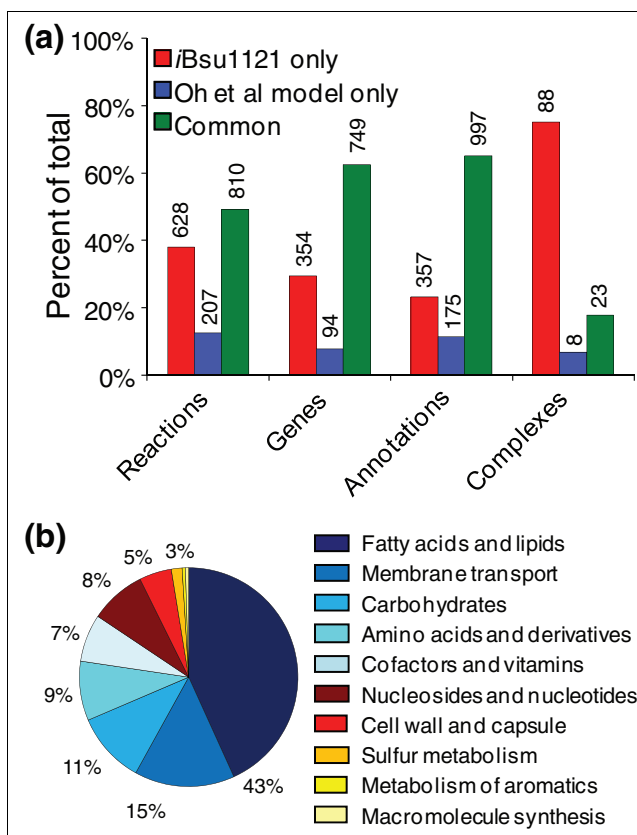 (a)
100%
80%
60%
40%
20%
0%
Percent of total
iBsu1121 only
Oh et al model only
Common
628
207
810
354
94
749
357
175
997
88
8
23
Reactions
Genes
Annotations
Complexes
(b)
3%
5%
8%
7%
9%
11%
15%
43%
Fatty acids and lipids
Membrane transport
Carbohydrates
Amino acids and derivatives
Cofactors and vitamins
Nucleosides and nucleotides
Cell wall and capsule
Sulfur metabolism
Metabolism of aromatics
Macromolecule synthesis